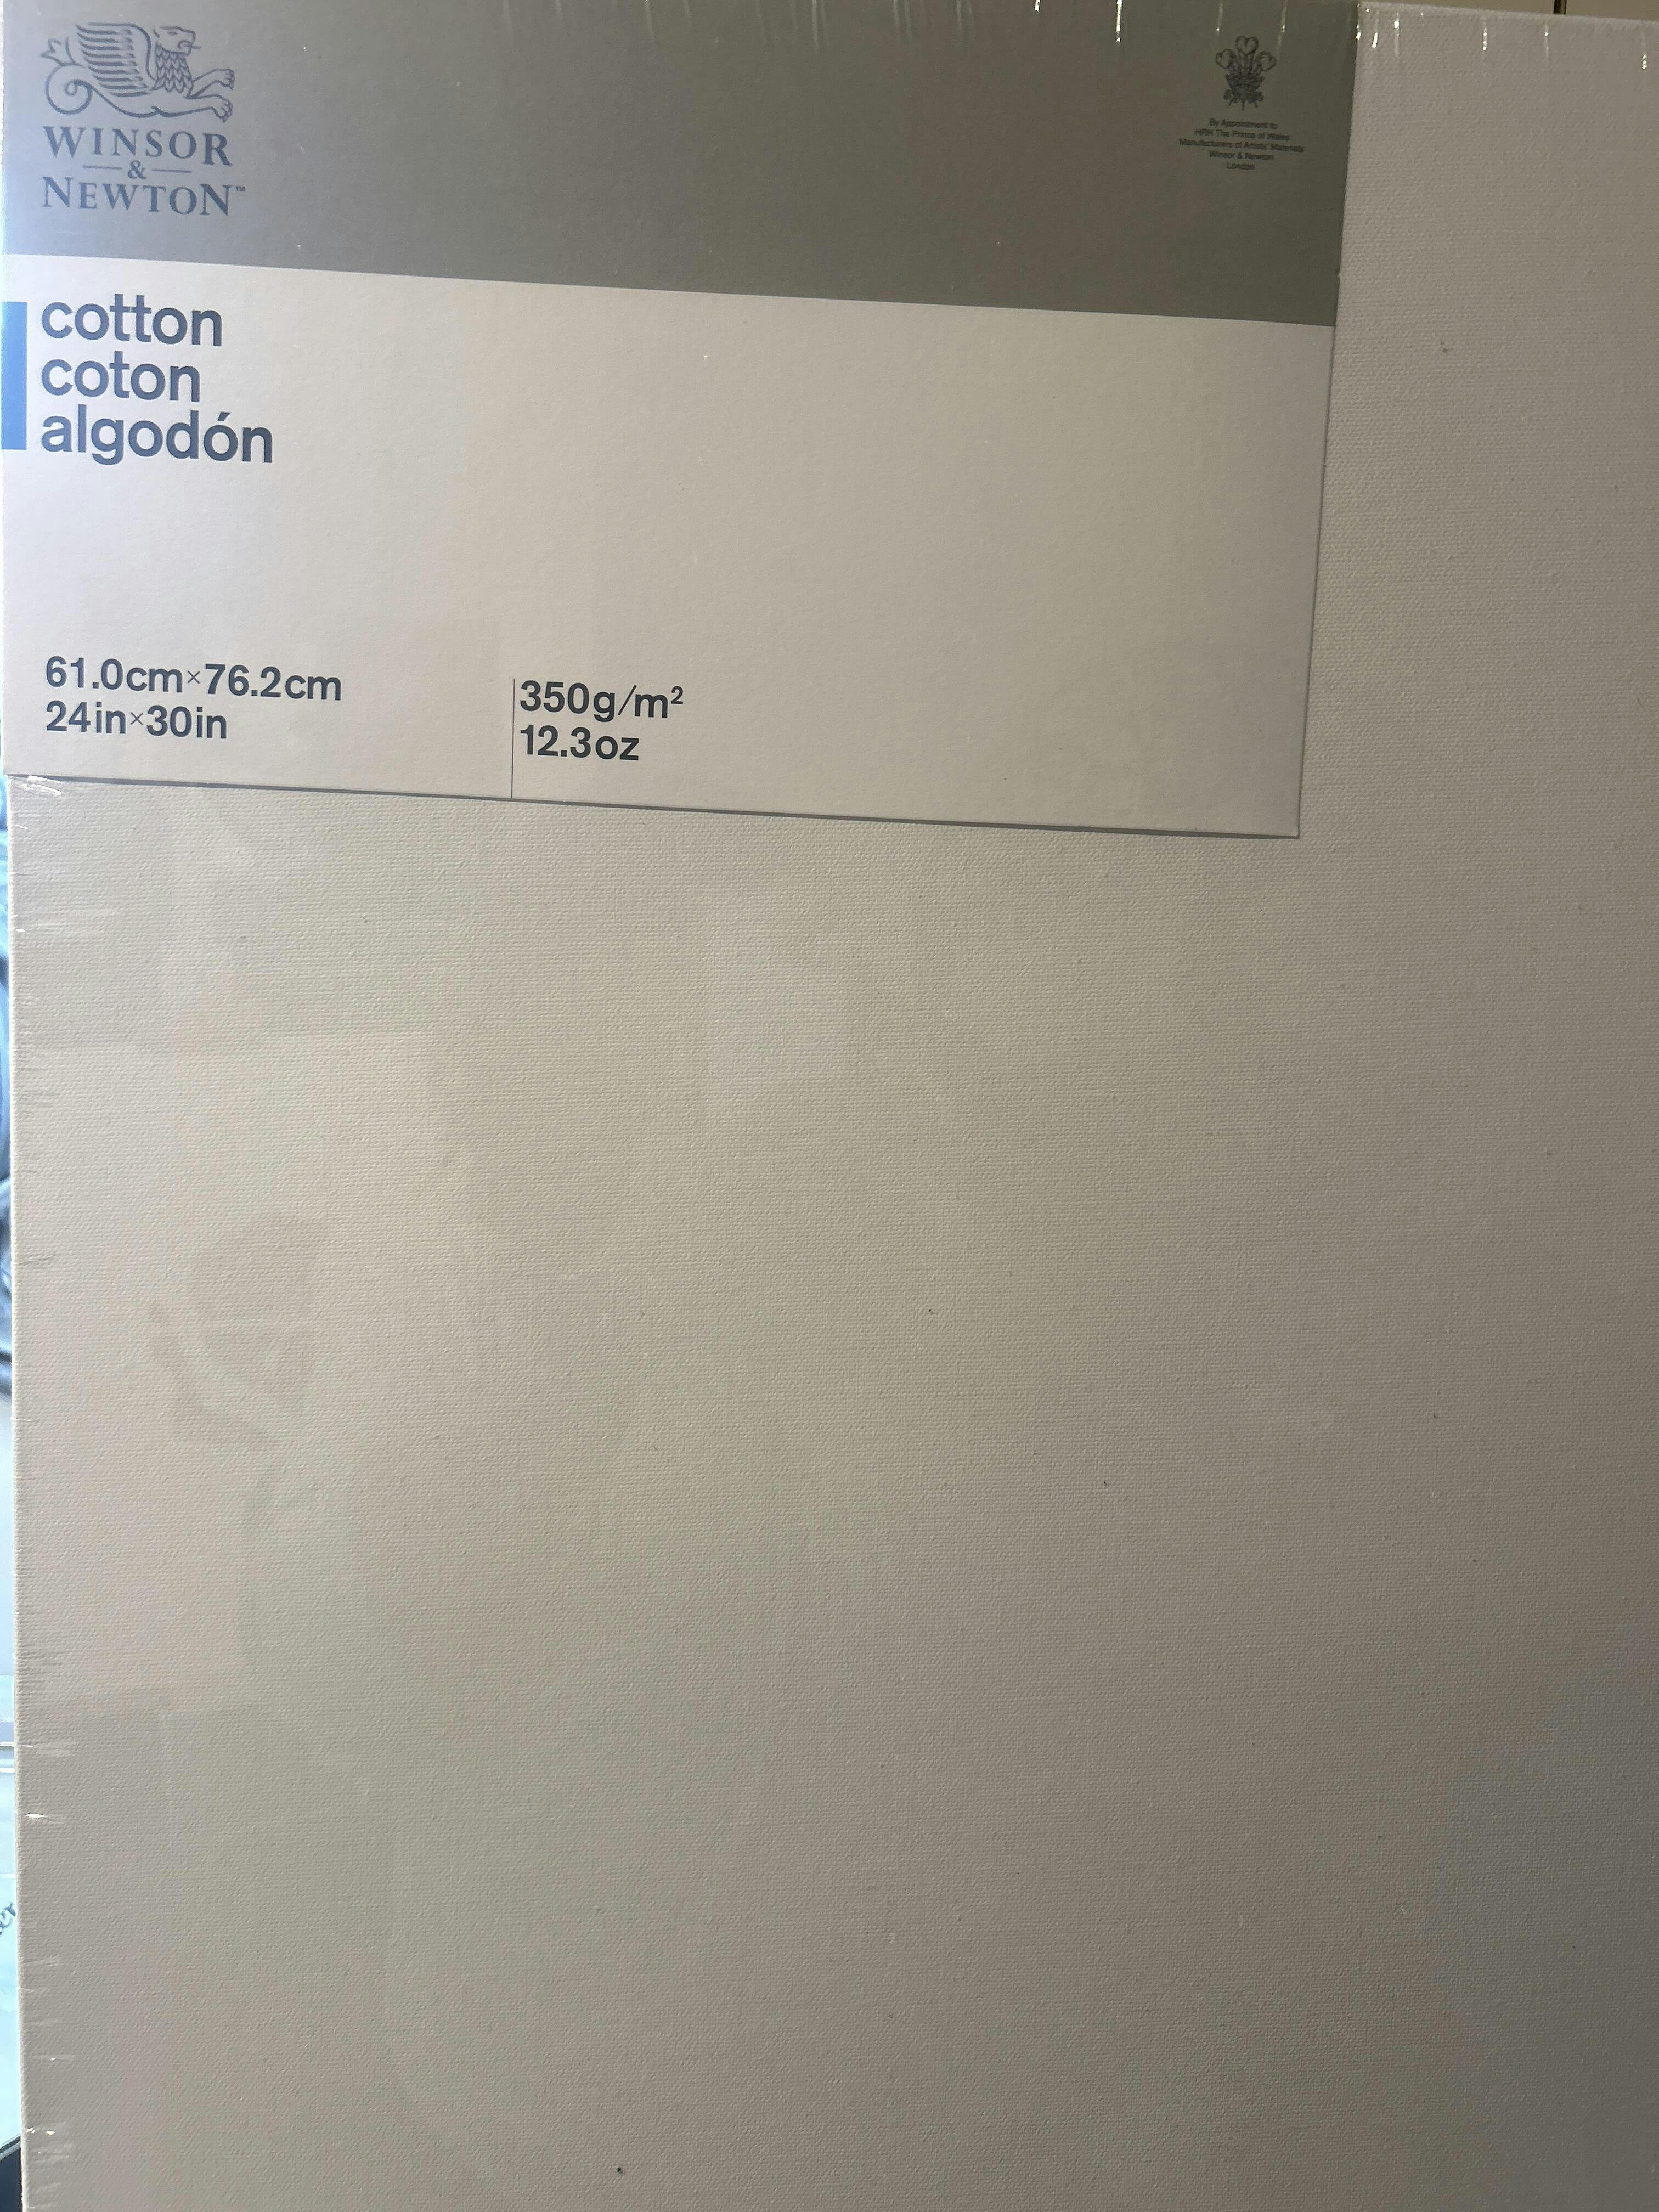 WINSOR
&
NEWTON™
By Appointment to
HRH The Prince of Wales
Manufacturers of Artists' Materials
Winsor & Newton
London
cotton
coton
algodón
61.0cm×76.2cm
24in×30in
350g/m²
12.3oz